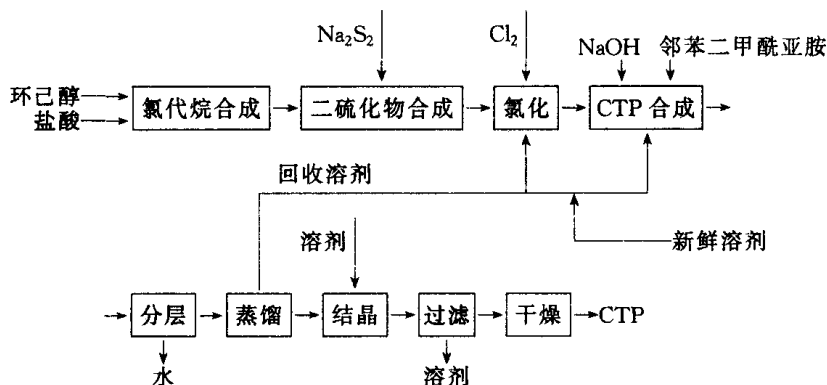 Na₂S₂
Cl₂
NaOH 邻苯二甲酰亚胺
环己醇
盐酸
氯代烷合成
二硫化物合成
氯化
CTP 合成
回收溶剂
溶剂
新鲜溶剂
分层
蒸馏
结晶
过滤
干燥
CTP
水
溶剂